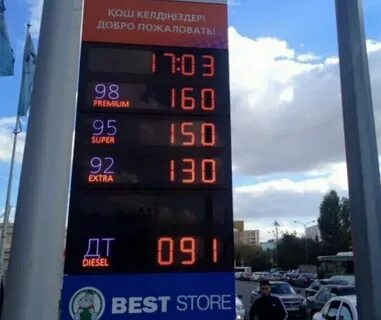 ҚОШ КЕЛДІҢІЗДЕР!
ДОБРО ПОЖАЛОВАТЬ!
17:03
98 160
PREMIUM
95 150
SUPER
92 130
EXTRA
ДТ 091
DIESEL
BEST STORE